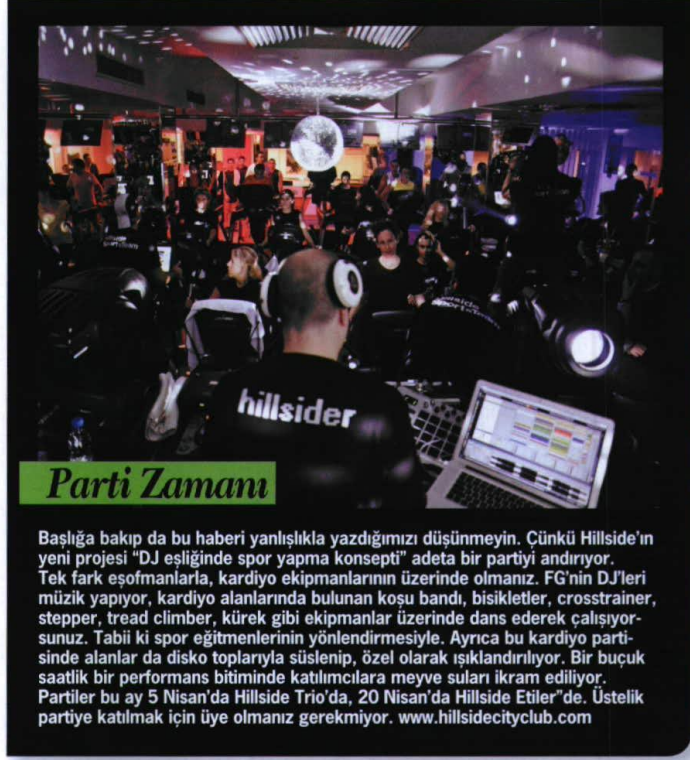 hillsider
Parti Zamanı
Başlığa bakıp da bu haberi yanlışlıkla yazdığımızı düşünmeyin. Çünkü Hillside'ın
yeni projesi “DJ eşliğinde spor yapma konsepti” adeta bir partiyi andırıyor.
Tek fark eşofmanlarla, kardiyo ekipmanlarının üzerinde olmanız. FG'nin DJ'leri
müzik yapıyor, kardiyo alanlarında bulunan koşu bandı, bisikletler, crosstrainer,
stepper, tread climber, kürek gibi ekipmanlar üzerinde dans ederek çalışıyor-
sunuz. Tabii ki spor eğitmenlerinin yönlendirmesiyle. Ayrıca bu kardiyo parti-
sinde alanlar da disko toplarıyla süslenip, özel olarak ışıklandırılıyor. Bir buçuk
saatlik bir performans bitiminde katılımcılara meyve suları ikram ediliyor.
Partiler bu ay 5 Nisan'da Hillside Trio'da, 20 Nisan'da Hillside Etiler”de. Üstelik
partiye katılmak için üye olmanız gerekmiyor. www.hillsidecityclub.com